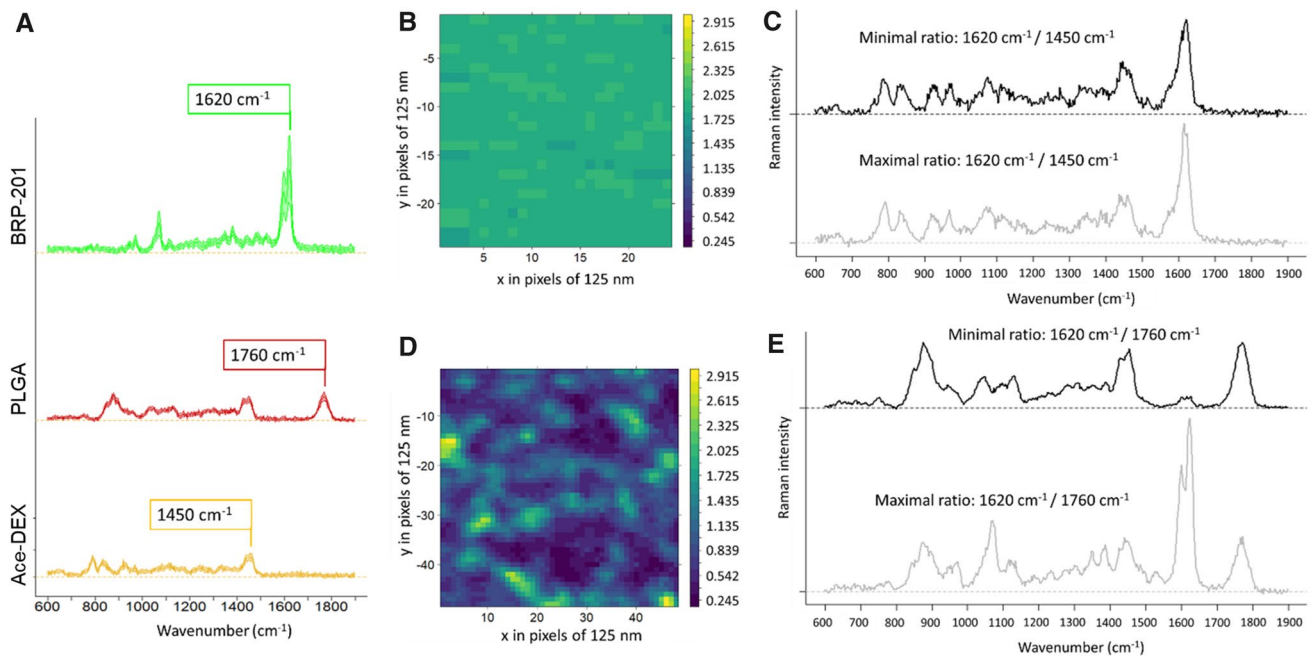 A
1620 cm-1
BRP-201
1760 cm-1
PLGA
1450 cm-1
Ace-DEX
600 800 1000 1200 1400 1600 1800
Wavenumber (cm-1)
B
-5
-10
-15
-20
y in pixels of 125 nm
5 10 15 20
x in pixels of 125 nm
2.915
2.615
2.325
2.025
1.725
1.435
1.135
0.839
0.542
0.245
C
Minimal ratio: 1620 cm-1 / 1450 cm-1
Maximal ratio: 1620 cm-1 / 1450 cm-1
Raman intensity
600 700 800 900 1000 1100 1200 1300 1400 1500 1600 1700 1800 1900
Wavenumber (cm-1)
D
-10
-20
-30
-40
y in pixels of 125 nm
10 20 30 40
x in pixels of 125 nm
2.915
2.615
2.325
2.025
1.725
1.435
1.135
0.839
0.542
0.245
E
Minimal ratio: 1620 cm-1 / 1760 cm-1
Maximal ratio: 1620 cm-1 / 1760 cm-1
Raman intensity
600 700 800 900 1000 1100 1200 1300 1400 1500 1600 1700 1800 1900
Wavenumber (cm-1)